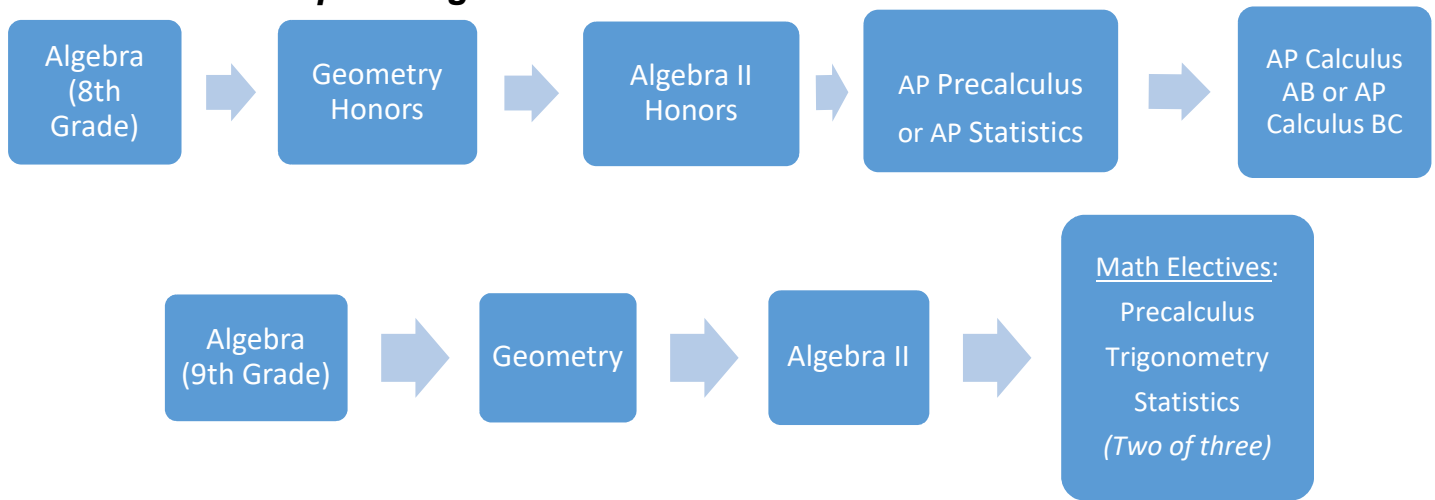 Algebra
(8th
Grade)
Geometry
Honors
Algebra II
Honors
AP Precalculus
or AP Statistics
AP Calculus
AB or AP
Calculus BC
Algebra
(9th Grade)
Geometry
Algebra II
Math Electives:
Precalculus
Trigonometry
Statistics
(Two of three)